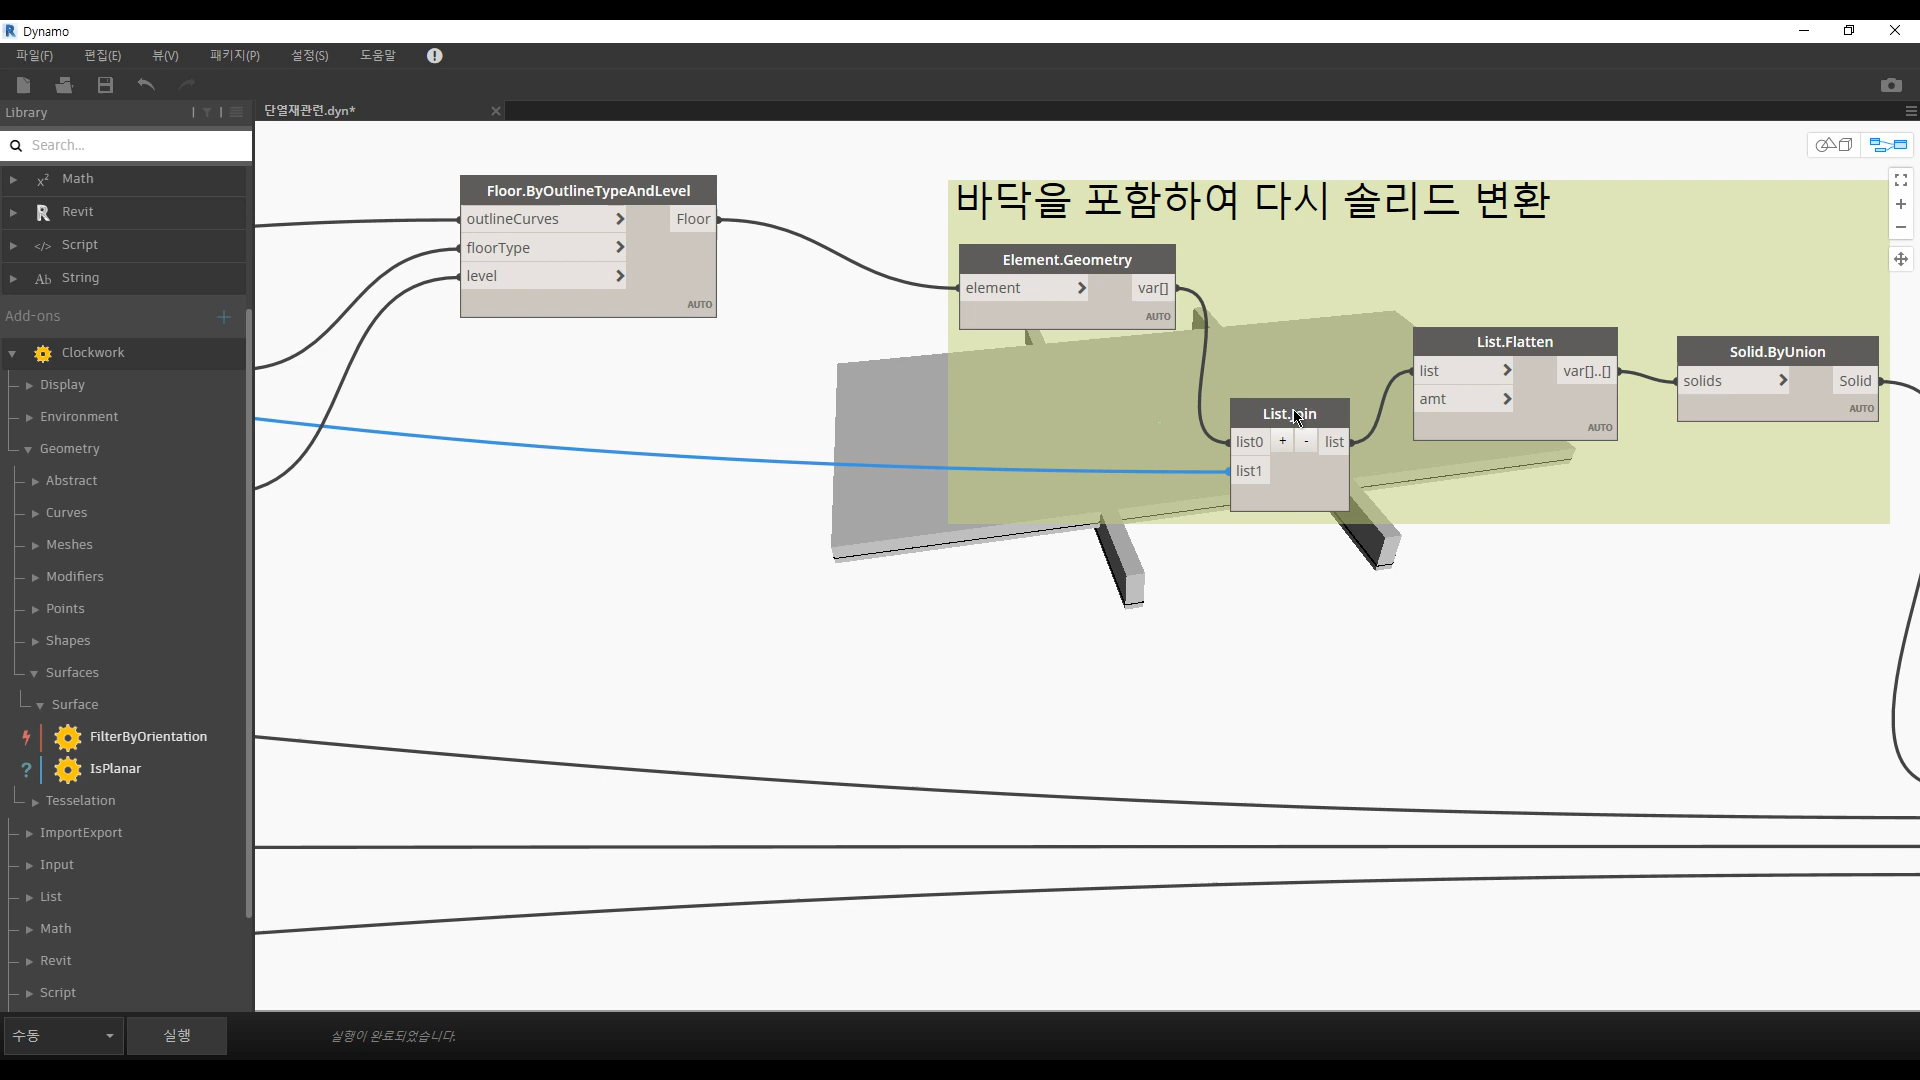 Dynamo
파일(F) 편집(E) 뷰(V) 패키지(P) 설정(S) 도움말
Library
단열재관련.dyn*
Search...
Math
Revit
Script
Ab String
Add-ons
Clockwork
Display
Environment
Geometry
Abstract
Curves
Meshes
Modifiers
Points
Shapes
Surfaces
Surface
FilterByOrientation
IsPlanar
Tesselation
ImportExport
Input
List
Math
Revit
Script
Floor.ByOutlineTypeAndLevel
outlineCurves > Floor
floorType >
level >
AUTO
바닥을 포함하여 다시 솔리드 변환
Element.Geometry
element > var[]
AUTO
List.
list0 + - list
list1
List.Flatten
list > var[]..[]
amt >
AUTO
Solid.ByUnion
solids > Solid
AUTO
수동 실행 실행이 완료되었습니다.